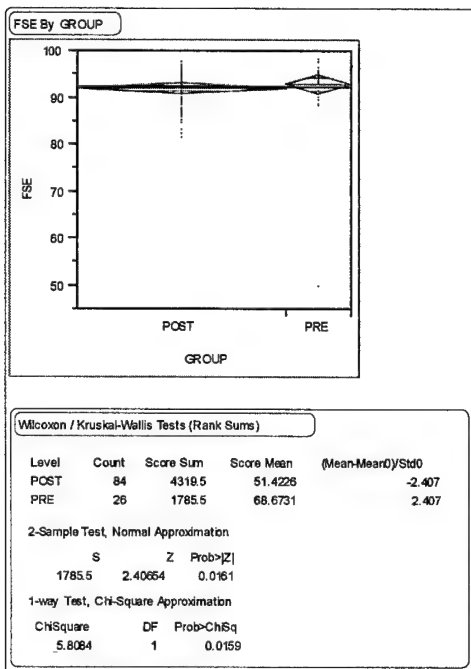 FSE By GROUP
100
90
80
70
60
50
FSE
POST PRE
GROUP
Wilcoxon / Kruskal-Wallis Tests (Rank Sums)
Level Count Score Sum Score Mean (Mean-Mean0)/Std0
POST 84 4319.5 51.4226 -2.407
PRE 26 1785.5 68.6731 2.407
2-Sample Test, Normal Approximation
S Z Prob>|Z|
1785.5 2.40654 0.0161
1-way Test, Chi-Square Approximation
ChiSquare DF Prob>ChiSq
5.8084 1 0.0159